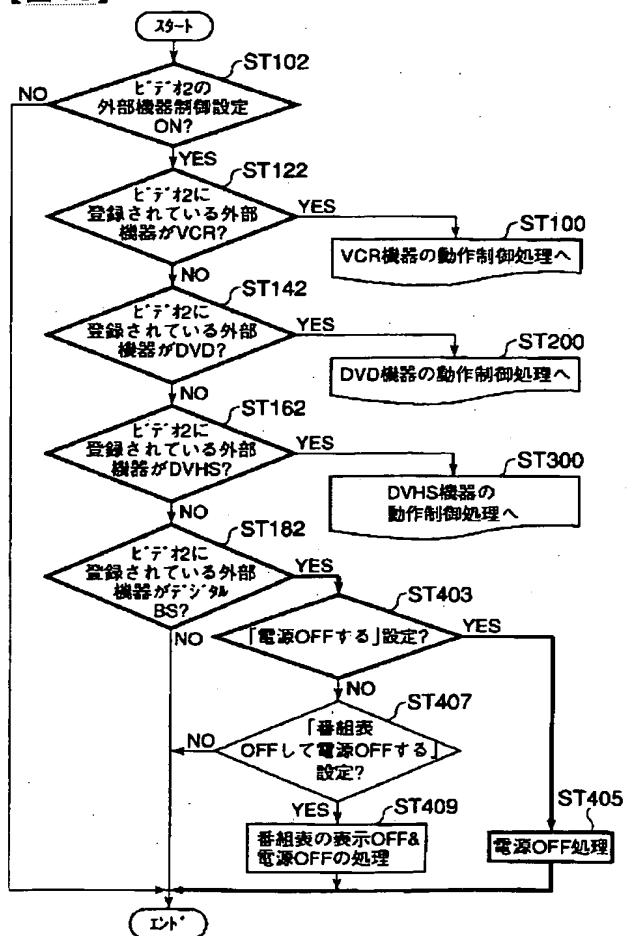 スタート
ST102
ビデオ2の
外部機器制御設定
ON?
NO
YES
ST122
ビデオ2に
登録されている外部
機器がVCR?
YES
ST100
VCR機器の動作制御処理へ
NO
ST142
ビデオ2に
登録されている外部
機器がDVD?
YES
ST200
DVD機器の動作制御処理へ
NO
ST162
ビデオ2に
登録されている外部
機器がDVHS?
YES
ST300
DVHS機器の
動作制御処理へ
NO
ST182
ビデオ2に
登録されている外部
機器がデジタル
BS?
YES
NO
ST403
「電源OFFする」設定?
YES
NO
ST407
「番組表
OFFして電源OFFする」
設定?
NO
YES
ST409
番組表の表示OFF&
電源OFFの処理
ST405
電源OFF処理
エンド